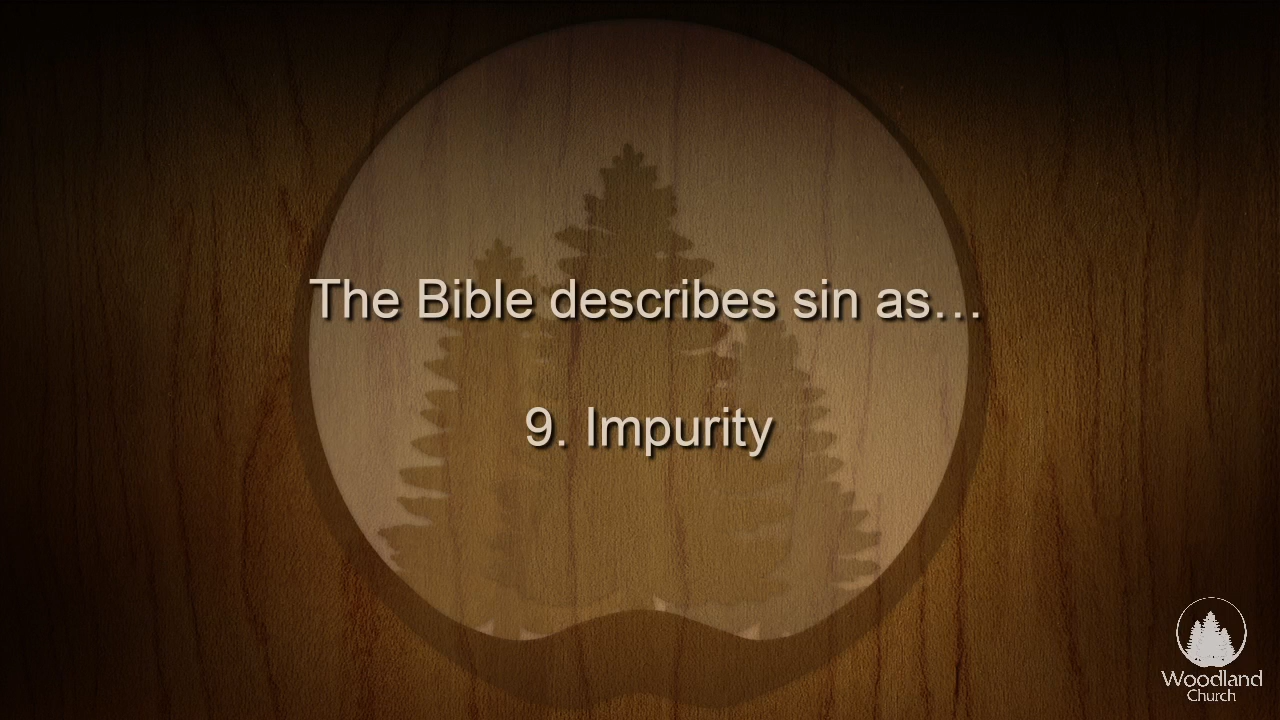 The Bible describes sin as…
9. Impurity
Woodland
Church